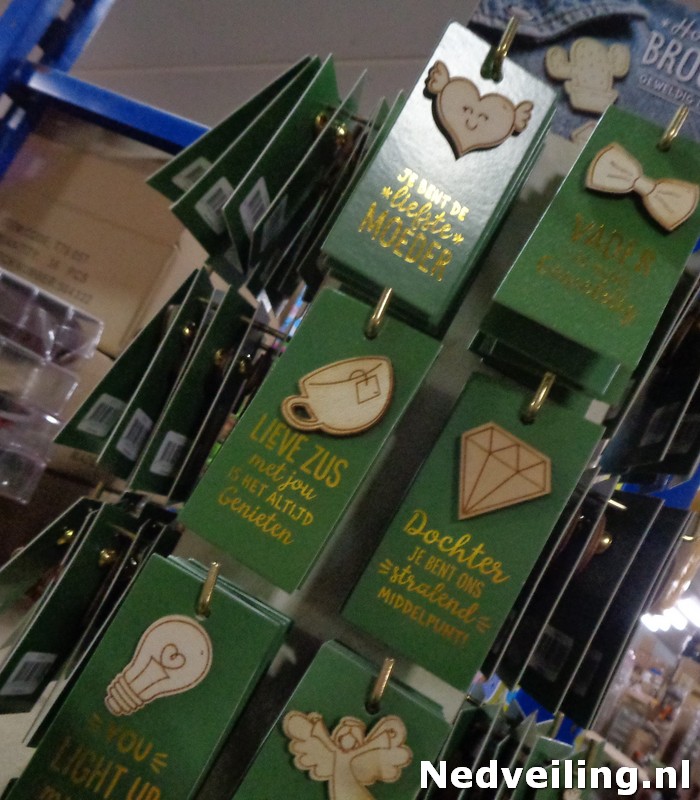 BRO
JE BENT DE
liefste
MOEDER
VADER
LIEVE ZUS
met jou
IS HET ALTIJD
Genieten
Dochter
JE BENT ONS
stralend
MIDDELPUNT!
YOU
LIGHT UP
Nedveiling.nl